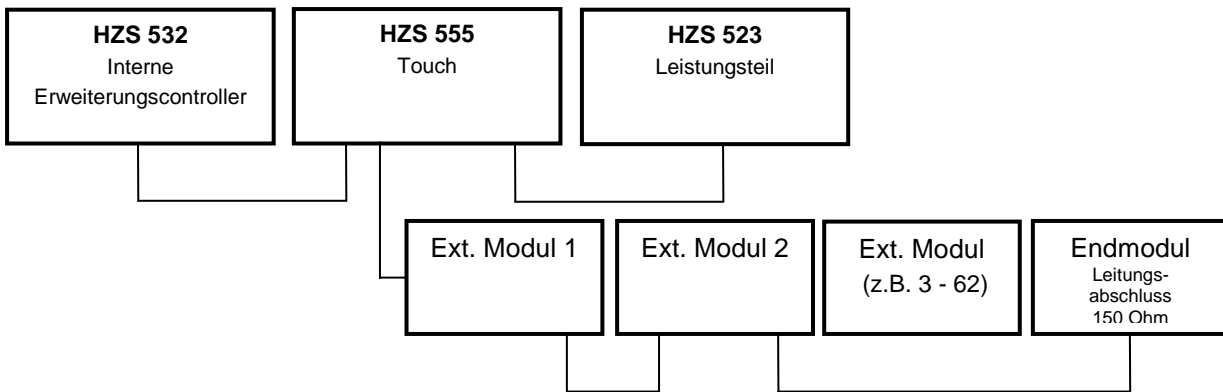 HZS 532
Interne
Erweiterungscontroller
HZS 555
Touch
HZS 523
Leistungsteil
Ext. Modul 1
Ext. Modul 2
Ext. Modul
(z.B. 3 - 62)
Endmodul
Leitungs-
abschluss
150 Ohm